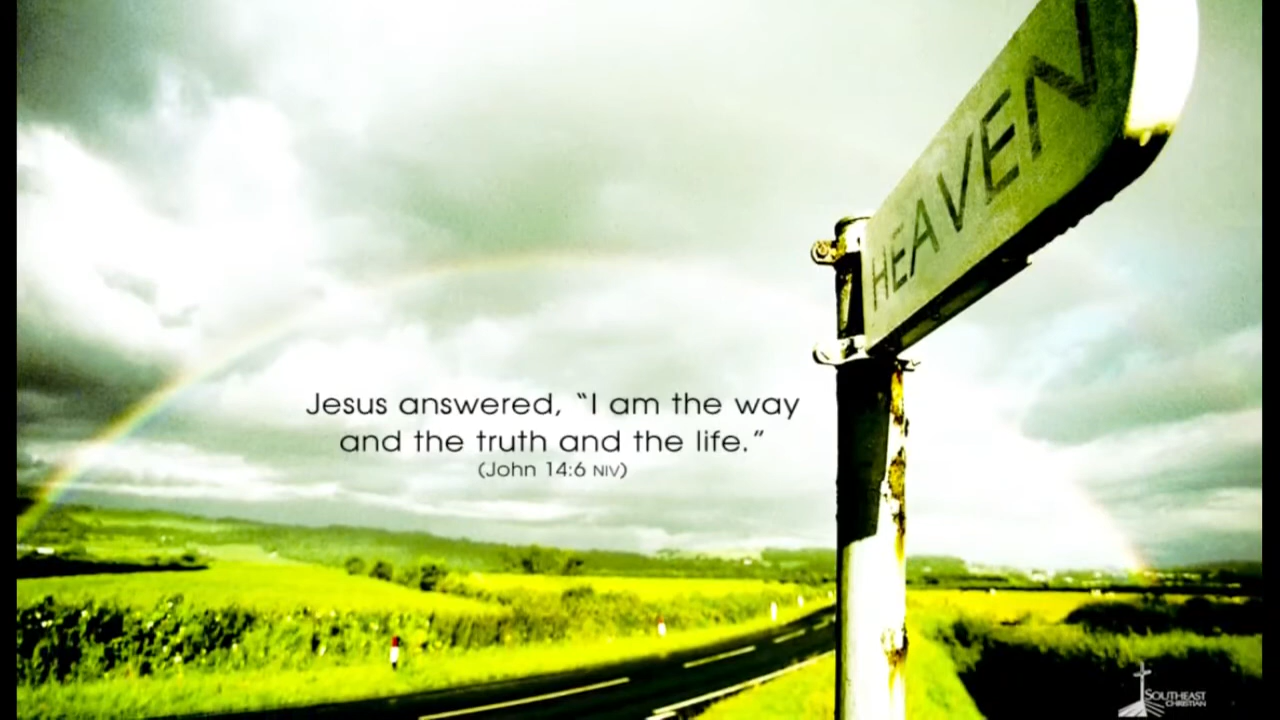 HEAVEN
Jesus answered, “I am the way
and the truth and the life.”
(John 14:6 NIV)
SOUTHEAST
CHRISTIAN